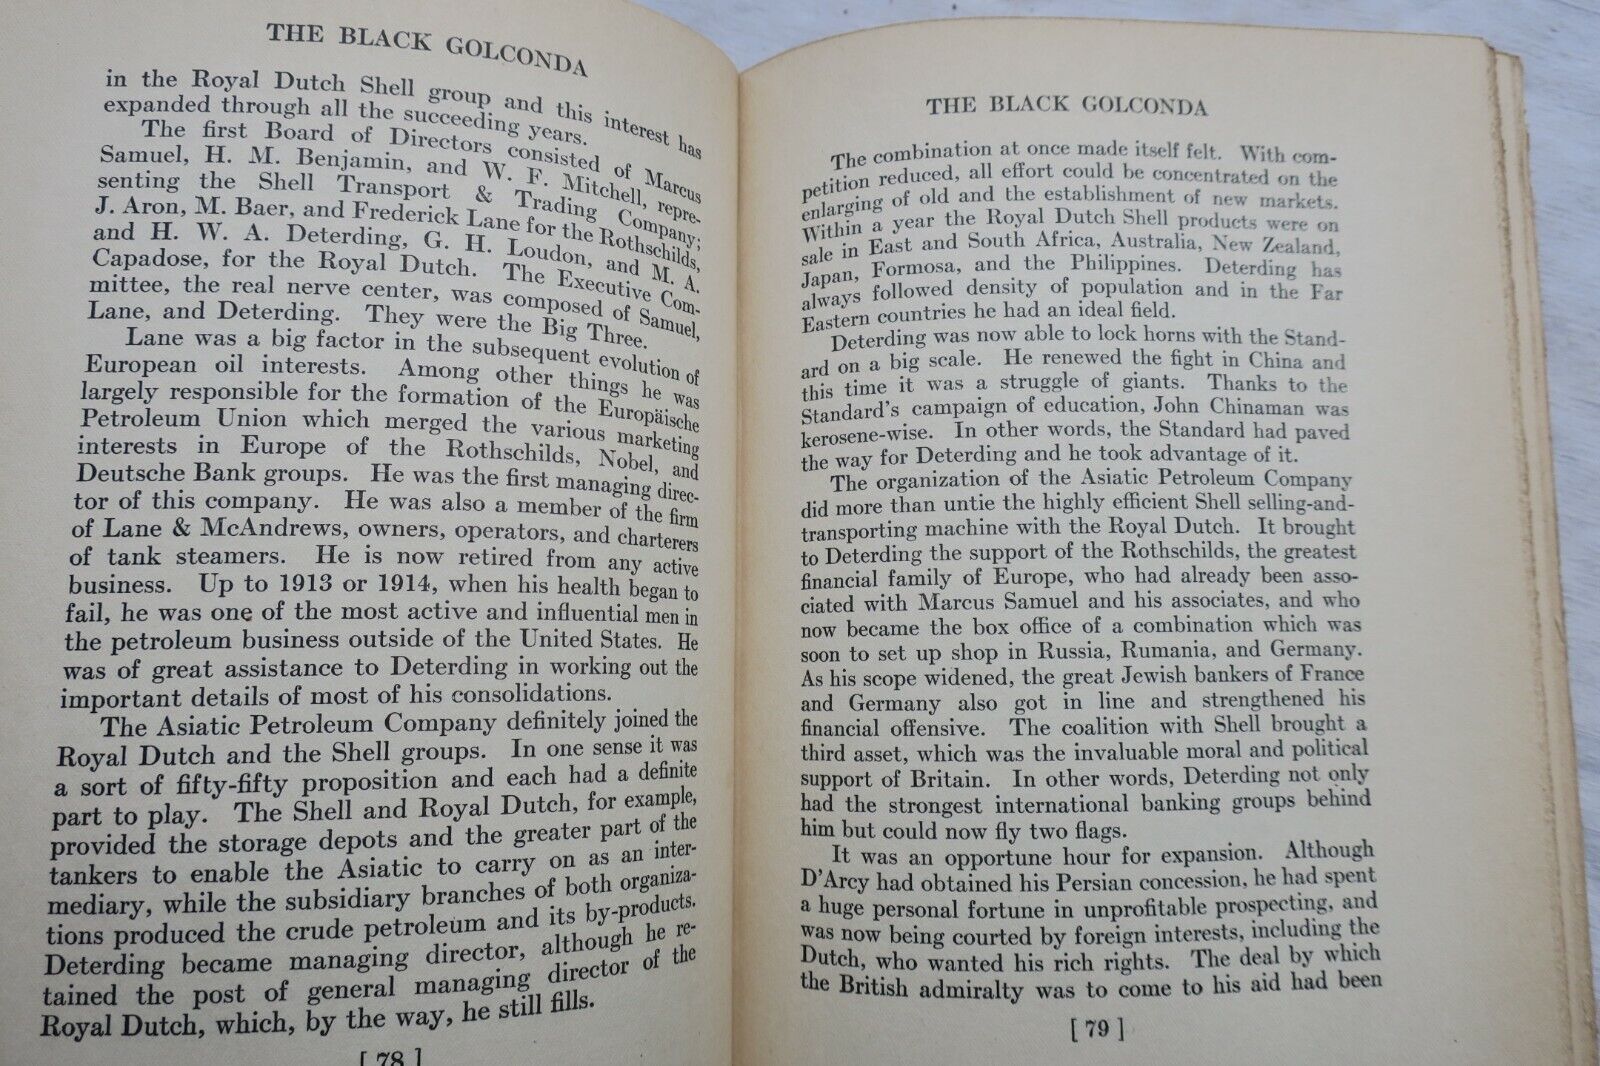 THE BLACK GOLCONDA
in the Royal Dutch Shell group and this interest has
expanded through all the succeeding years.
The first Board of Directors consisted of Marcus
Samuel, H. M. Benjamin, and W. F. Mitchell, repre-
senting the Shell Transport & Trading Company;
J. Aron, M. Baer, and Frederick Lane for the Rothschilds,
and H. W. A. Deterding, G. H. Loudon, and M. A.
Capadose, for the Royal Dutch. The Executive Com-
mittee, the real nerve center, was composed of Samuel,
Lane, and Deterding. They were the Big Three.
Lane was a big factor in the subsequent evolution of
European oil interests. Among other things he was
largely responsible for the formation of the Europäische
Petroleum Union which merged the various marketing
interests in Europe of the Rothschilds, Nobel, and
Deutsche Bank groups. He was the first managing direc-
tor of this company. He was also a member of the firm
of Lane & McAndrews, owners, operators, and charterers
of tank steamers. He is now retired from any active
business. Up to 1913 or 1914, when his health began to
fail, he was one of the most active and influential men in
the petroleum business outside of the United States. He
was of great assistance to Deterding in working out the
important details of most of his consolidations.
The Asiatic Petroleum Company definitely joined the
Royal Dutch and the Shell groups. In one sense it was
a sort of fifty-fifty proposition and each had a definite
part to play. The Shell and Royal Dutch, for example,
provided the storage depots and the greater part of the
tankers to enable the Asiatic to carry on as an inter-
mediary, while the subsidiary branches of both organiza-
tions produced the crude petroleum and its by-products.
Deterding became managing director, although he re-
tained the post of general managing director of the
Royal Dutch, which, by the way, he still fills.
[ 78 ]
THE BLACK GOLCONDA
The combination at once made itself felt. With com-
petition reduced, all effort could be concentrated on the
enlarging of old and the establishment of new markets.
Within a year the Royal Dutch Shell products were on
sale in East and South Africa, Australia, New Zealand,
Japan, Formosa, and the Philippines. Deterding has
always followed density of population and in the Far
Eastern countries he had an ideal field.
Deterding was now able to lock horns with the Stand-
ard on a big scale. He renewed the fight in China and
this time it was a struggle of giants. Thanks to the
Standard's campaign of education, John Chinaman was
kerosene-wise. In other words, the Standard had paved
the way for Deterding and he took advantage of it.
The organization of the Asiatic Petroleum Company
did more than untie the highly efficient Shell selling-and-
transporting machine with the Royal Dutch. It brought
to Deterding the support of the Rothschilds, the greatest
financial family of Europe, who had already been asso-
ciated with Marcus Samuel and his associates, and who
now became the box office of a combination which was
soon to set up shop in Russia, Rumania, and Germany.
As his scope widened, the great Jewish bankers of France
and Germany also got in line and strengthened his
financial offensive. The coalition with Shell brought a
third asset, which was the invaluable moral and political
support of Britain. In other words, Deterding not only
had the strongest international banking groups behind
him but could now fly two flags.
It was an opportune hour for expansion. Although
D'Arcy had obtained his Persian concession, he had spent
a huge personal fortune in unprofitable prospecting, and
was now being courted by foreign interests, including the
Dutch, who wanted his rich rights. The deal by which
the British admiralty was to come to his aid had been
[ 79 ]